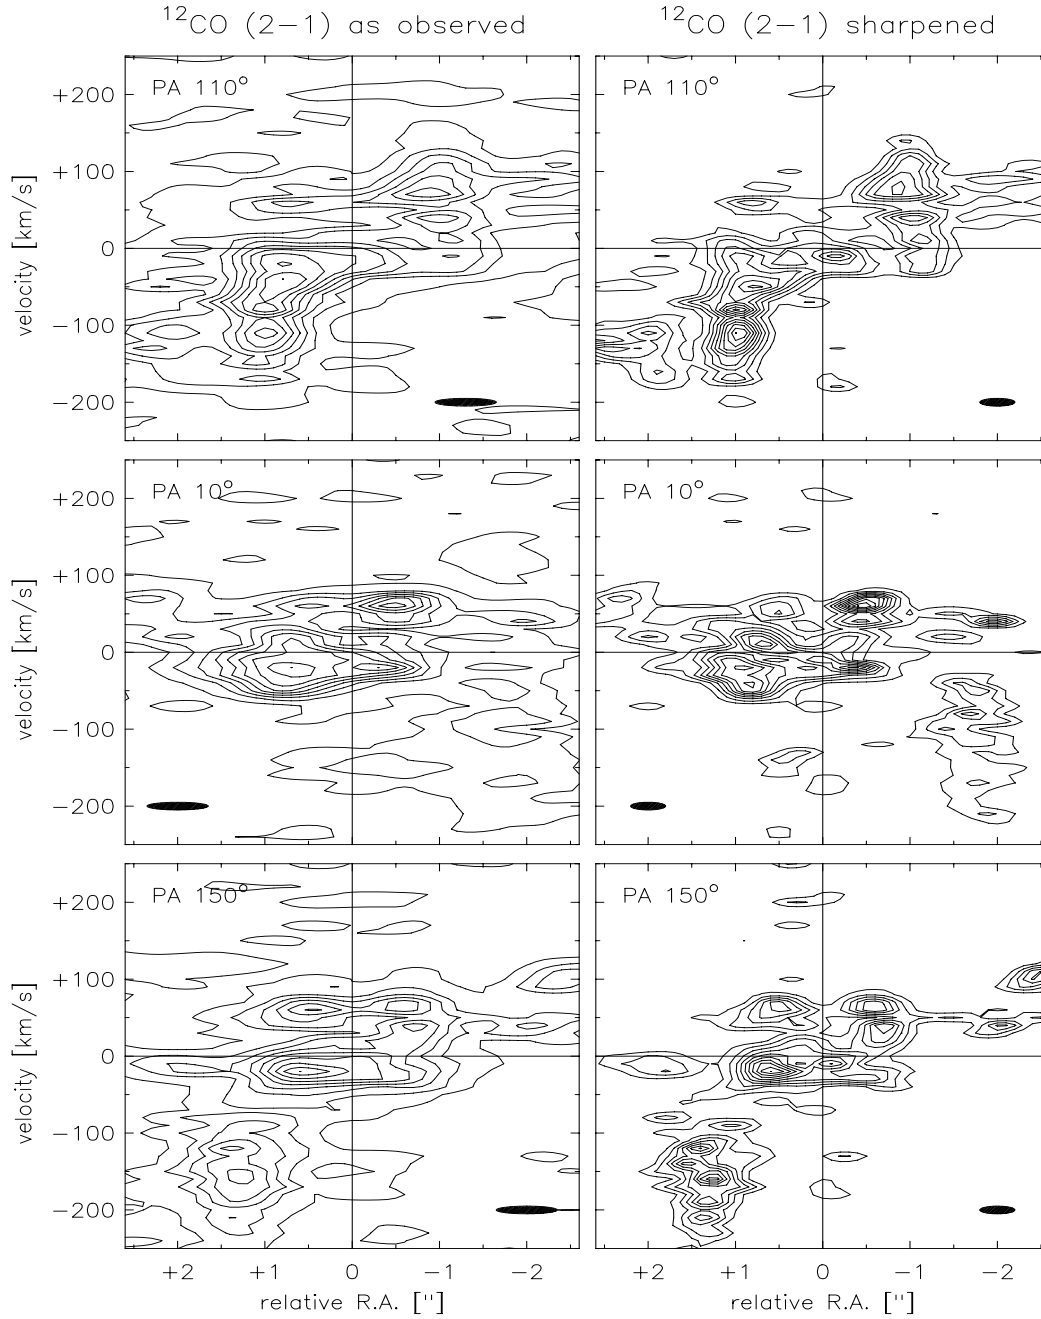 12CO (2−1) as observed
12CO (2−1) sharpened
PA 110°
PA 110°
+200
+100
0
−100
−200
velocity [km/s]
PA 10°
PA 10°
+200
+100
0
−100
−200
velocity [km/s]
PA 150°
PA 150°
+200
+100
0
−100
−200
velocity [km/s]
+2 +1 0 −1 −2
+2 +1 0 −1 −2
relative R.A. ["]
relative R.A. ["]